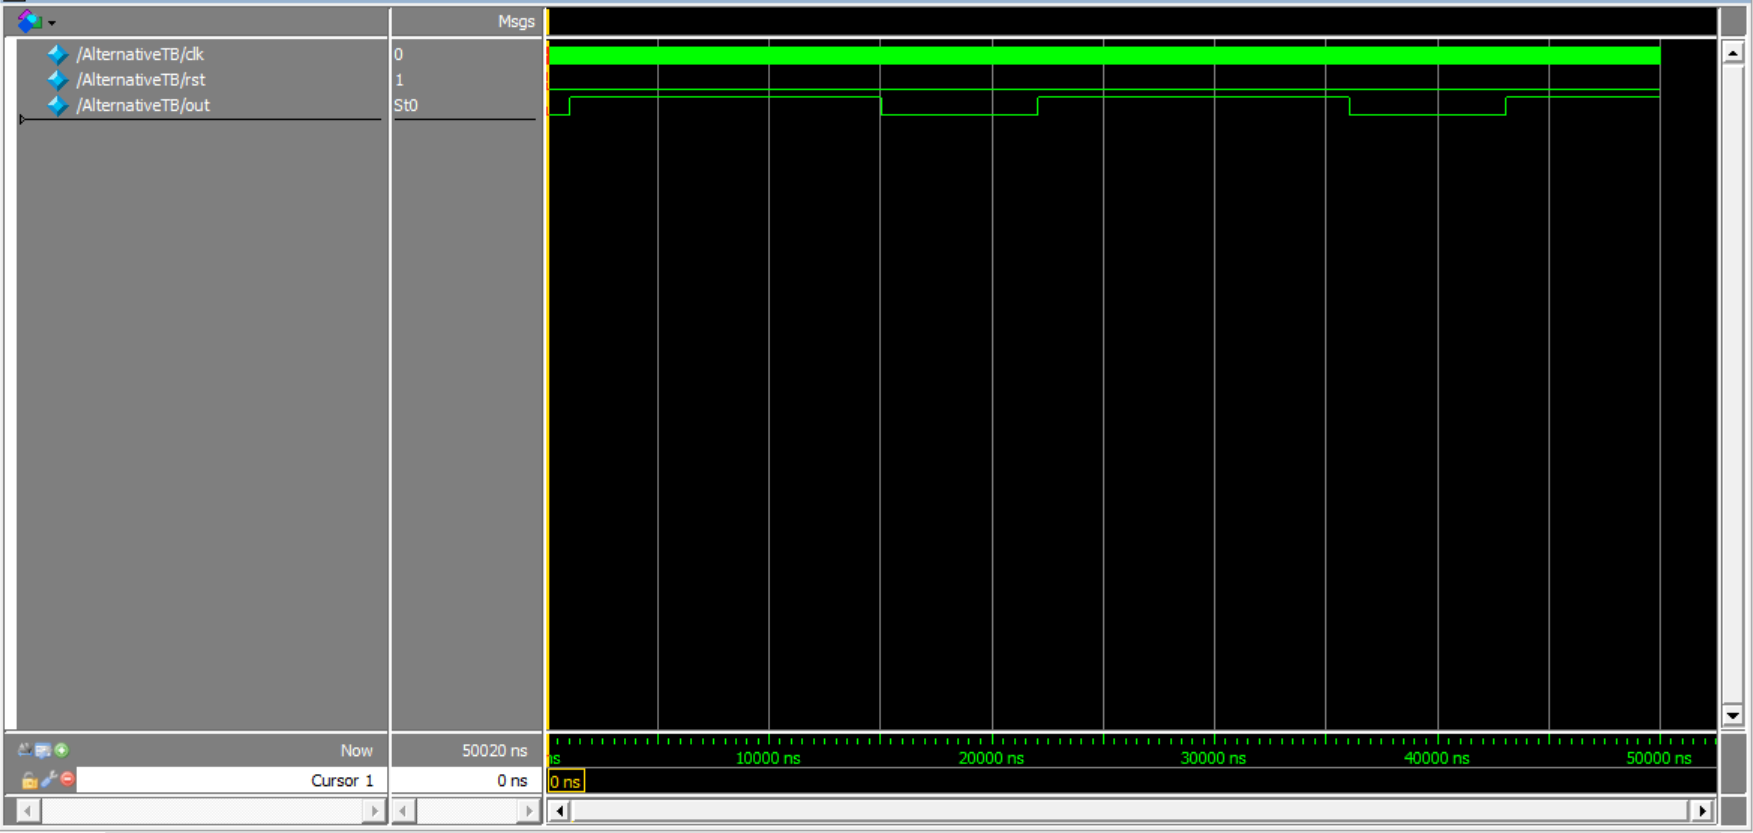 Msgs
/AlternativeTB/clk 0
/AlternativeTB/rst 1
/AlternativeTB/out St0
Now 50020 ns
ns 10000 ns 20000 ns 30000 ns 40000 ns 50000 ns
Cursor 1 0 ns
0 ns